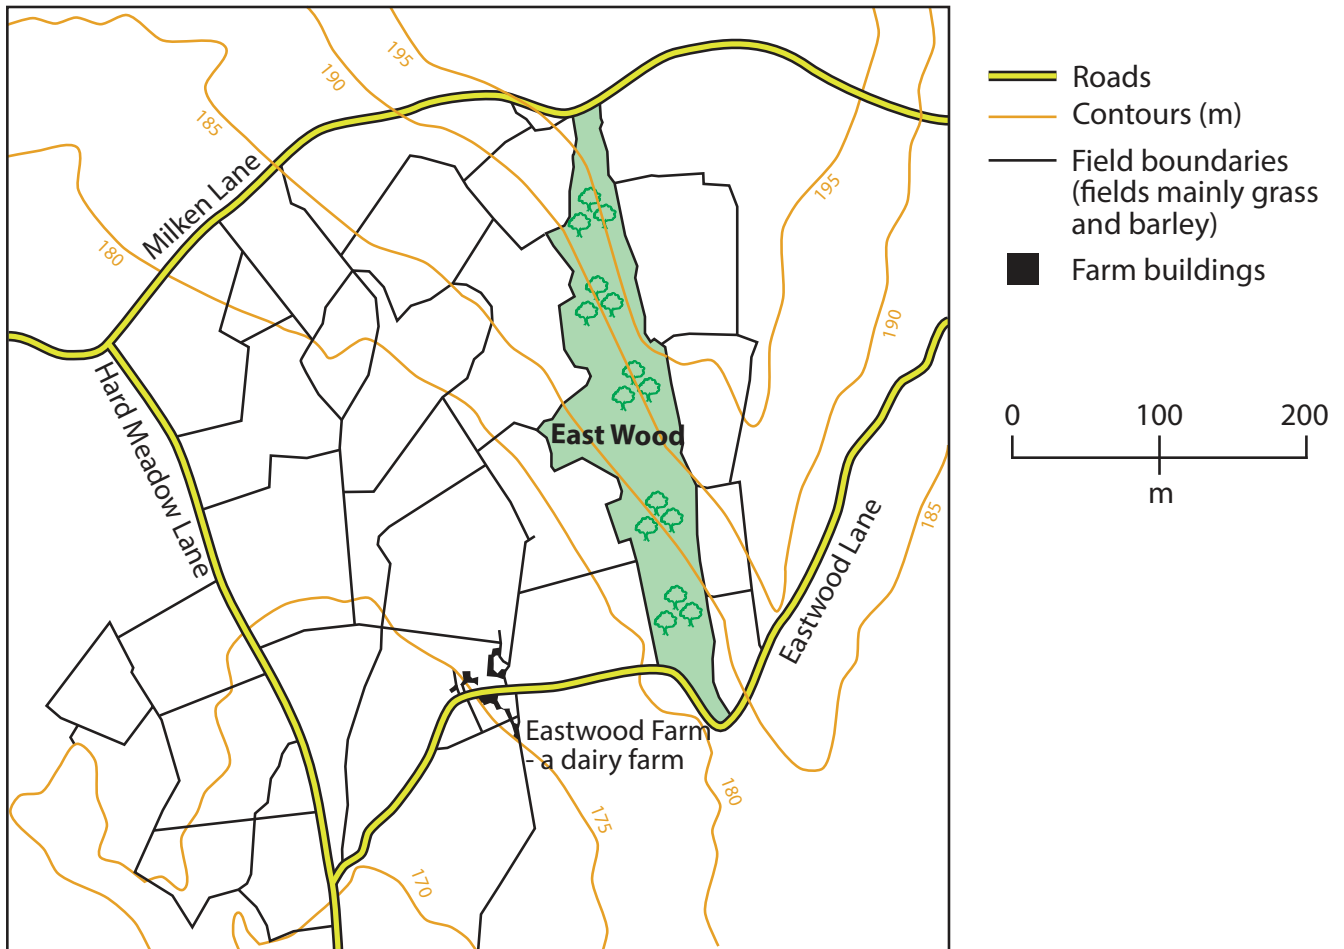 195
190
185
180
Milken Lane
Hard Meadow Lane
East Wood
195
190
185
Eastwood Lane
Eastwood Farm
- a dairy farm
180
175
170
Roads
Contours (m)
Field boundaries
(fields mainly grass
and barley)
Farm buildings
0 100 200
m